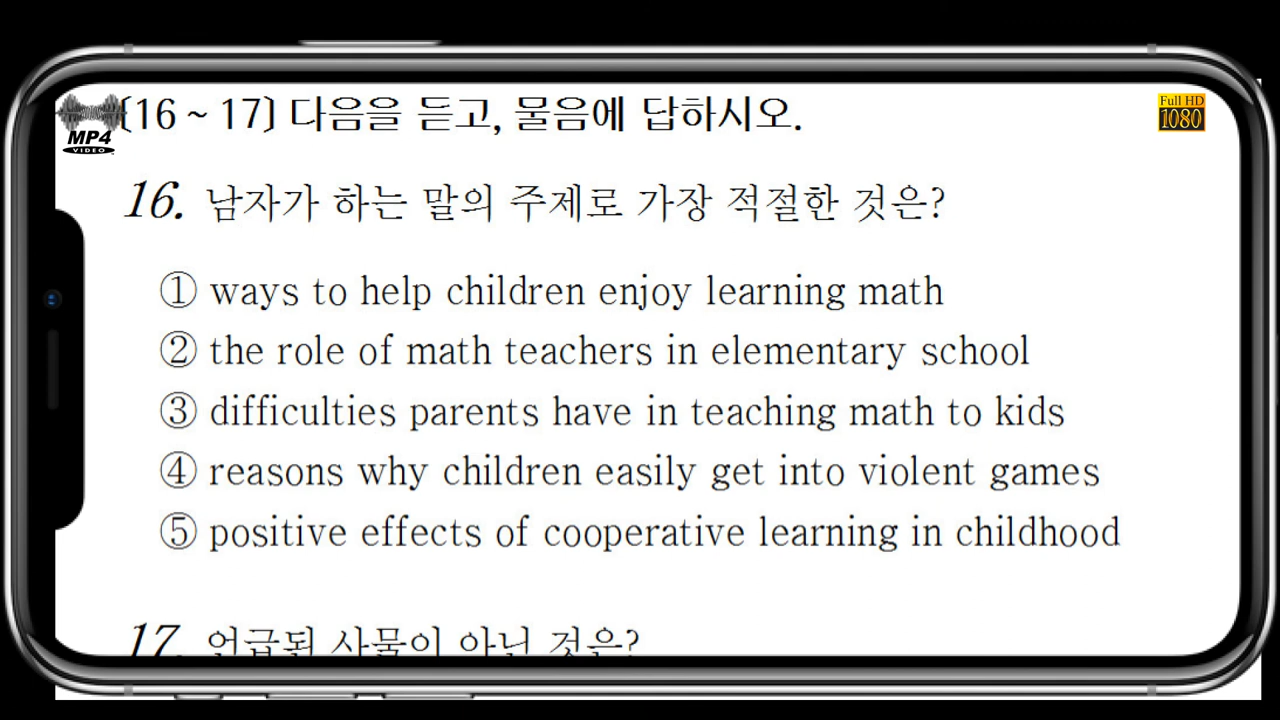 [16 ~ 17] 다음을 듣고, 물음에 답하시오.
MP4
VIDEO
Full HD
1080
16. 남자가 하는 말의 주제로 가장 적절한 것은?
① ways to help children enjoy learning math
② the role of math teachers in elementary school
③ difficulties parents have in teaching math to kids
④ reasons why children easily get into violent games
⑤ positive effects of cooperative learning in childhood
17. 언급된 사물이 아닌 것은?